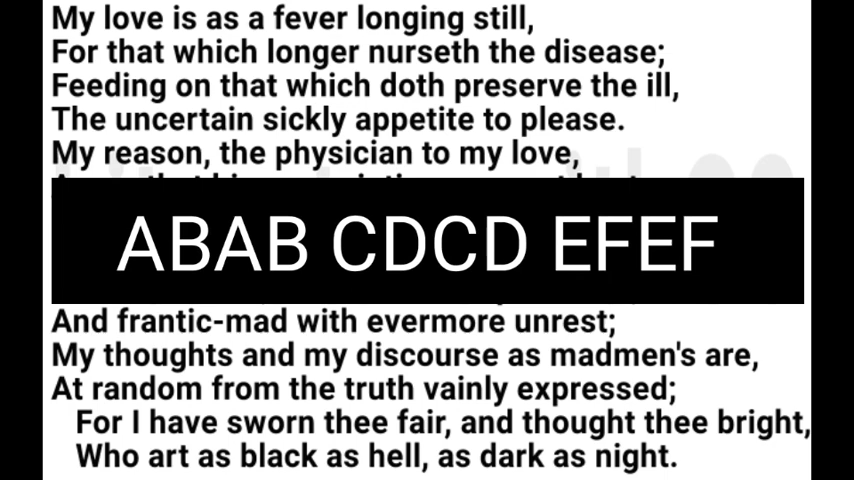 My love is as a fever longing still,
For that which longer nurseth the disease;
Feeding on that which doth preserve the ill,
The uncertain sickly appetite to please.
My reason, the physician to my love,
ABAB CDCD EFEF
And frantic-mad with evermore unrest;
My thoughts and my discourse as madmen's are,
At random from the truth vainly expressed;
For I have sworn thee fair, and thought thee bright,
Who art as black as hell, as dark as night.